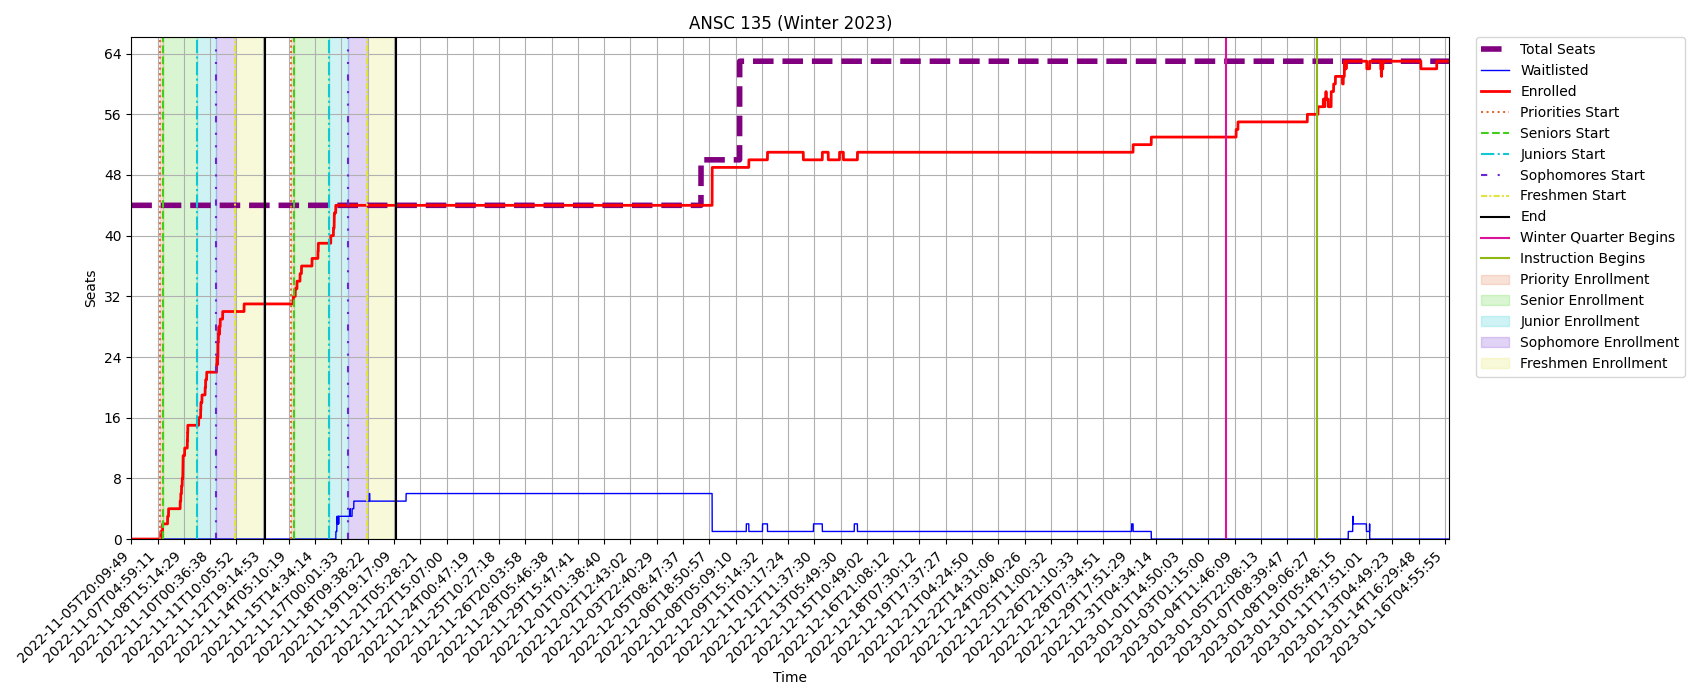 ANSC 135 (Winter 2023)
64
56
48
40
32
24
16
8
0
Seats
2022-11-05T20:09:49
2022-11-07T04:59:11
2022-11-08T15:14:29
2022-11-10T00:36:38
2022-11-11T10:05:52
2022-11-12T19:14:53
2022-11-14T05:10:19
2022-11-15T14:34:14
2022-11-17T00:01:33
2022-11-18T09:38:22
2022-11-19T19:17:09
2022-11-21T05:28:21
2022-11-22T15:07:00
2022-11-24T00:47:19
2022-11-25T10:27:18
2022-11-26T20:03:58
2022-11-28T05:46:38
2022-11-29T15:47:41
2022-12-01T01:38:40
2022-12-02T12:43:02
2022-12-03T22:40:29
2022-12-05T08:47:37
2022-12-06T18:50:57
2022-12-08T05:09:10
2022-12-09T15:14:32
2022-12-11T01:17:24
2022-12-12T11:37:30
2022-12-13T05:49:30
2022-12-15T10:49:02
2022-12-16T21:08:12
2022-12-18T07:30:12
2022-12-19T17:37:27
2022-12-21T04:24:50
2022-12-22T14:31:06
2022-12-24T00:40:26
2022-12-25T11:00:32
2022-12-26T21:10:33
2022-12-28T07:34:51
2022-12-29T17:51:29
2022-12-31T04:34:14
2023-01-01T14:50:03
2023-01-03T01:15:00
2023-01-04T11:46:09
2023-01-05T22:08:13
2023-01-07T08:39:47
2023-01-08T19:06:27
2023-01-10T05:48:15
2023-01-11T17:51:01
2023-01-13T04:49:23
2023-01-14T16:29:48
2023-01-16T04:55:55
Time
Total Seats
Waitlisted
Enrolled
Priorities Start
Seniors Start
Juniors Start
Sophomores Start
Freshmen Start
End
Winter Quarter Begins
Instruction Begins
Priority Enrollment
Senior Enrollment
Junior Enrollment
Sophomore Enrollment
Freshmen Enrollment